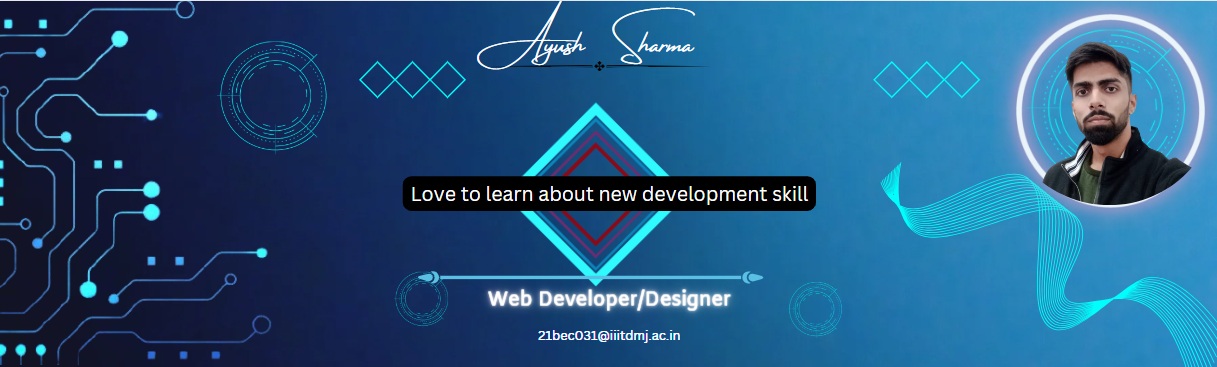 Ayush Sharma
Love to learn about new development skill
Web Developer/Designer
21bec031@iiitdmj.ac.in